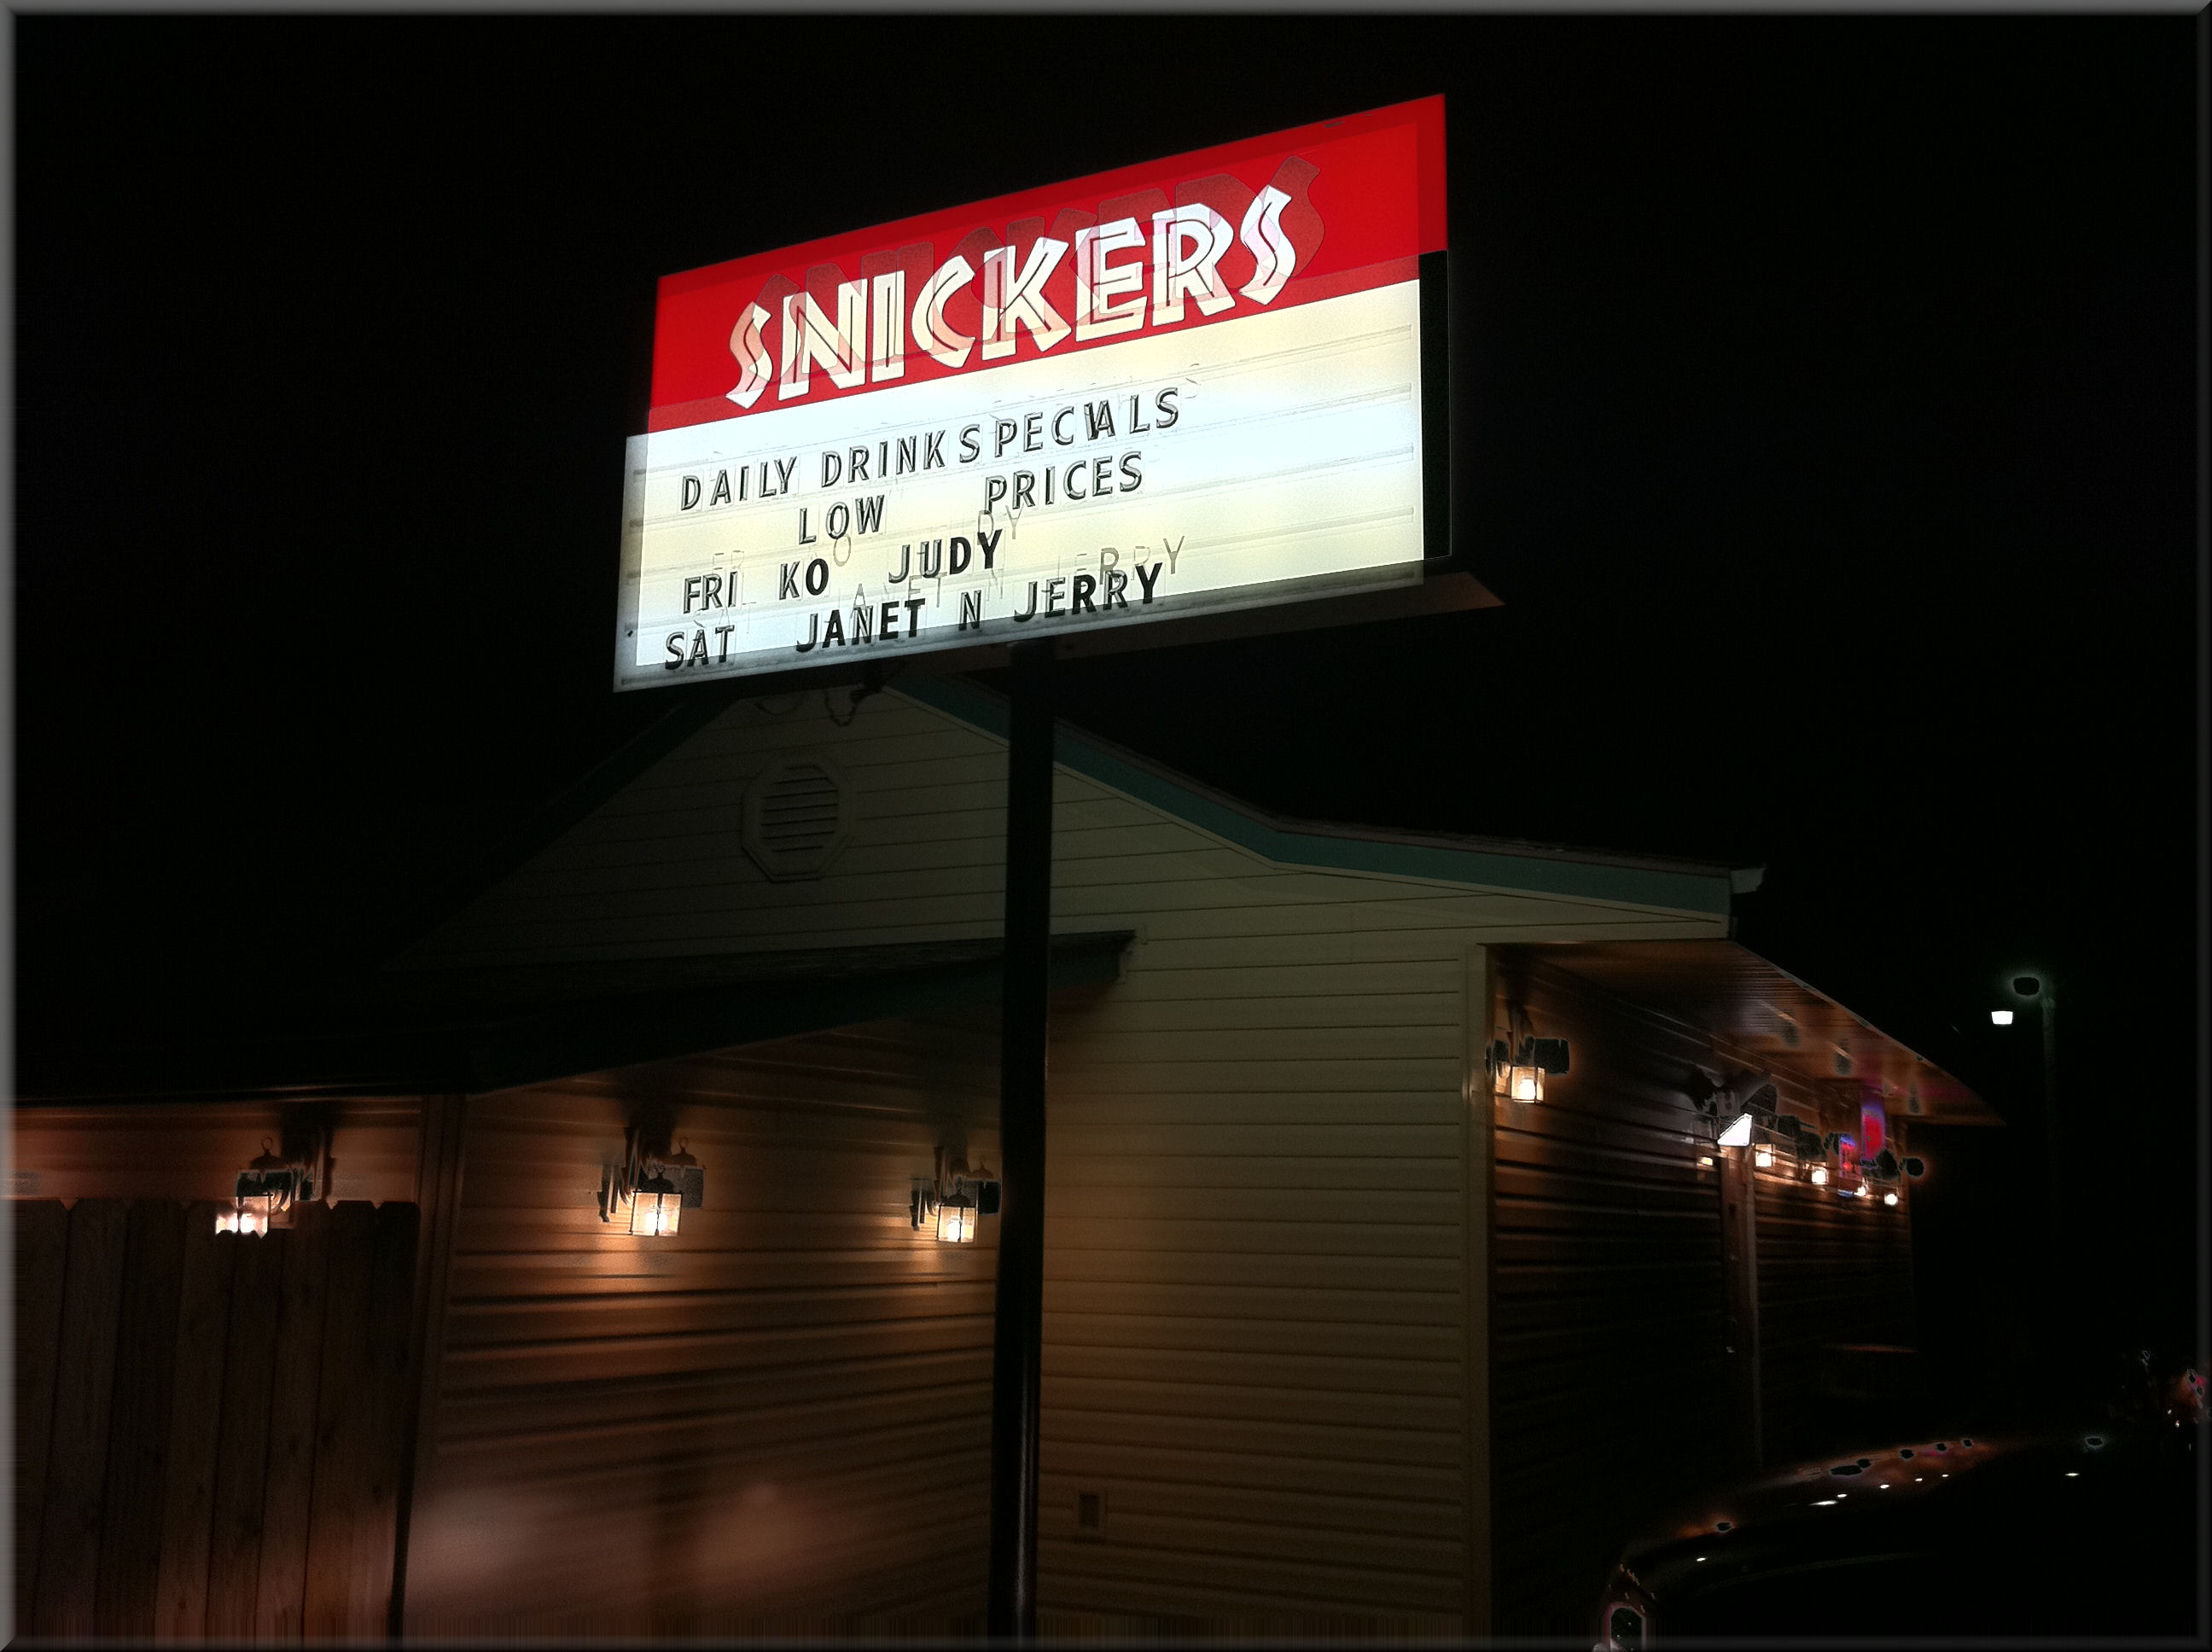 SNICKERS
DAILY DRINK SPECIALS
LOW PRICES
FRI KO JUDY
SAT JANET N JERRY